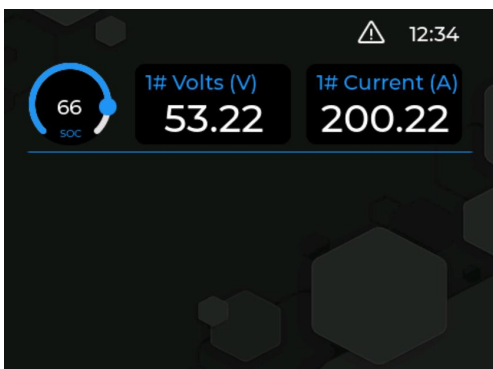 12:34
1# Volts (V)
1# Current (A)
66
53.22
200.22
SOC